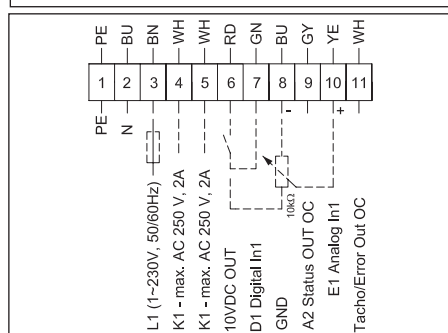 PE
BU
BN
WH
WH
RD
GN
BU
GY
YE
WH
1 2 3 4 5 6 7 8 9 10 11
- +
PE
N
L1 (1~230V, 50/60Hz)
K1 - max. AC 250 V, 2A
K1 - max. AC 250 V, 2A
10VDC OUT
D1 Digital In1
GND
10kΩ
A2 Status OUT OC
E1 Analog In1
Tacho/Error Out OC